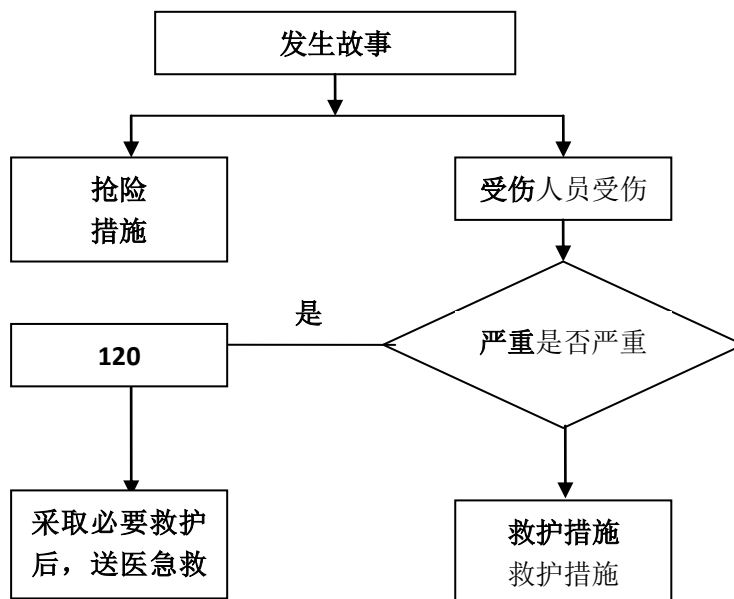 发生故事
抢险
措施
受伤人员受伤
是
严重是否严重
120
采取必要救护
后，送医急救
救护措施
救护措施